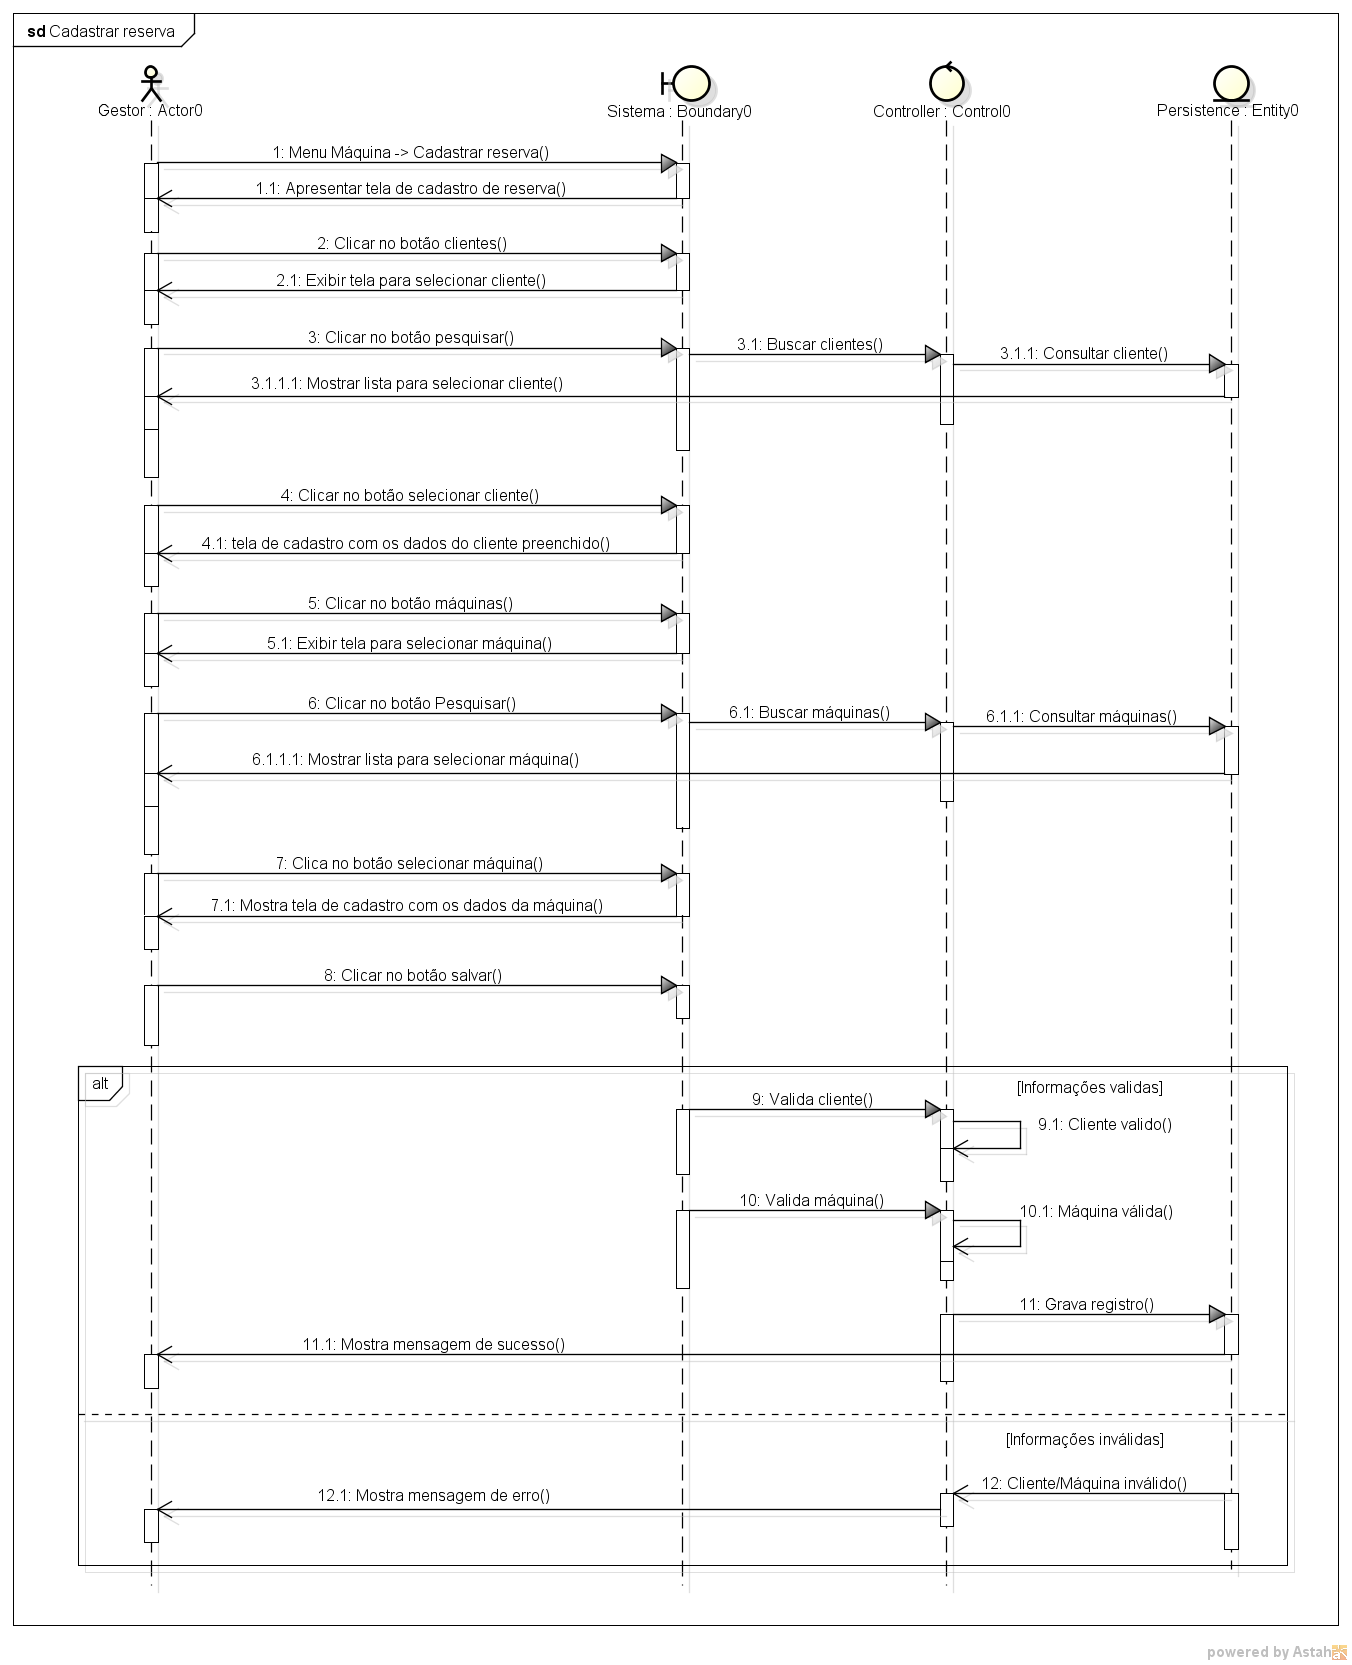 sd Cadastrar reserva
Gestor : Actor0
Sistema : Boundary0
Controller : Control0
Persistence : Entity0
1: Menu Máquina -> Cadastrar reserva()
1.1: Apresentar tela de cadastro de reserva()
2: Clicar no botão clientes()
2.1: Exibir tela para selecionar cliente()
3: Clicar no botão pesquisar()
3.1: Buscar clientes()
3.1.1: Consultar cliente()
3.1.1.1: Mostrar lista para selecionar cliente()
4: Clicar no botão selecionar cliente()
4.1: tela de cadastro com os dados do cliente preenchido()
5: Clicar no botão máquinas()
5.1: Exibir tela para selecionar máquina()
6: Clicar no botão Pesquisar()
6.1: Buscar máquinas()
6.1.1: Consultar máquinas()
6.1.1.1: Mostrar lista para selecionar máquina()
7: Clica no botão selecionar máquina()
7.1: Mostra tela de cadastro com os dados da máquina()
8: Clicar no botão salvar()
alt
[Informações validas]
9: Valida cliente()
9.1: Cliente valido()
10: Valida máquina()
10.1: Máquina válida()
11: Grava registro()
11.1: Mostra mensagem de sucesso()
[Informações inválidas]
12: Cliente/Máquina inválido()
12.1: Mostra mensagem de erro()
powered by Astah